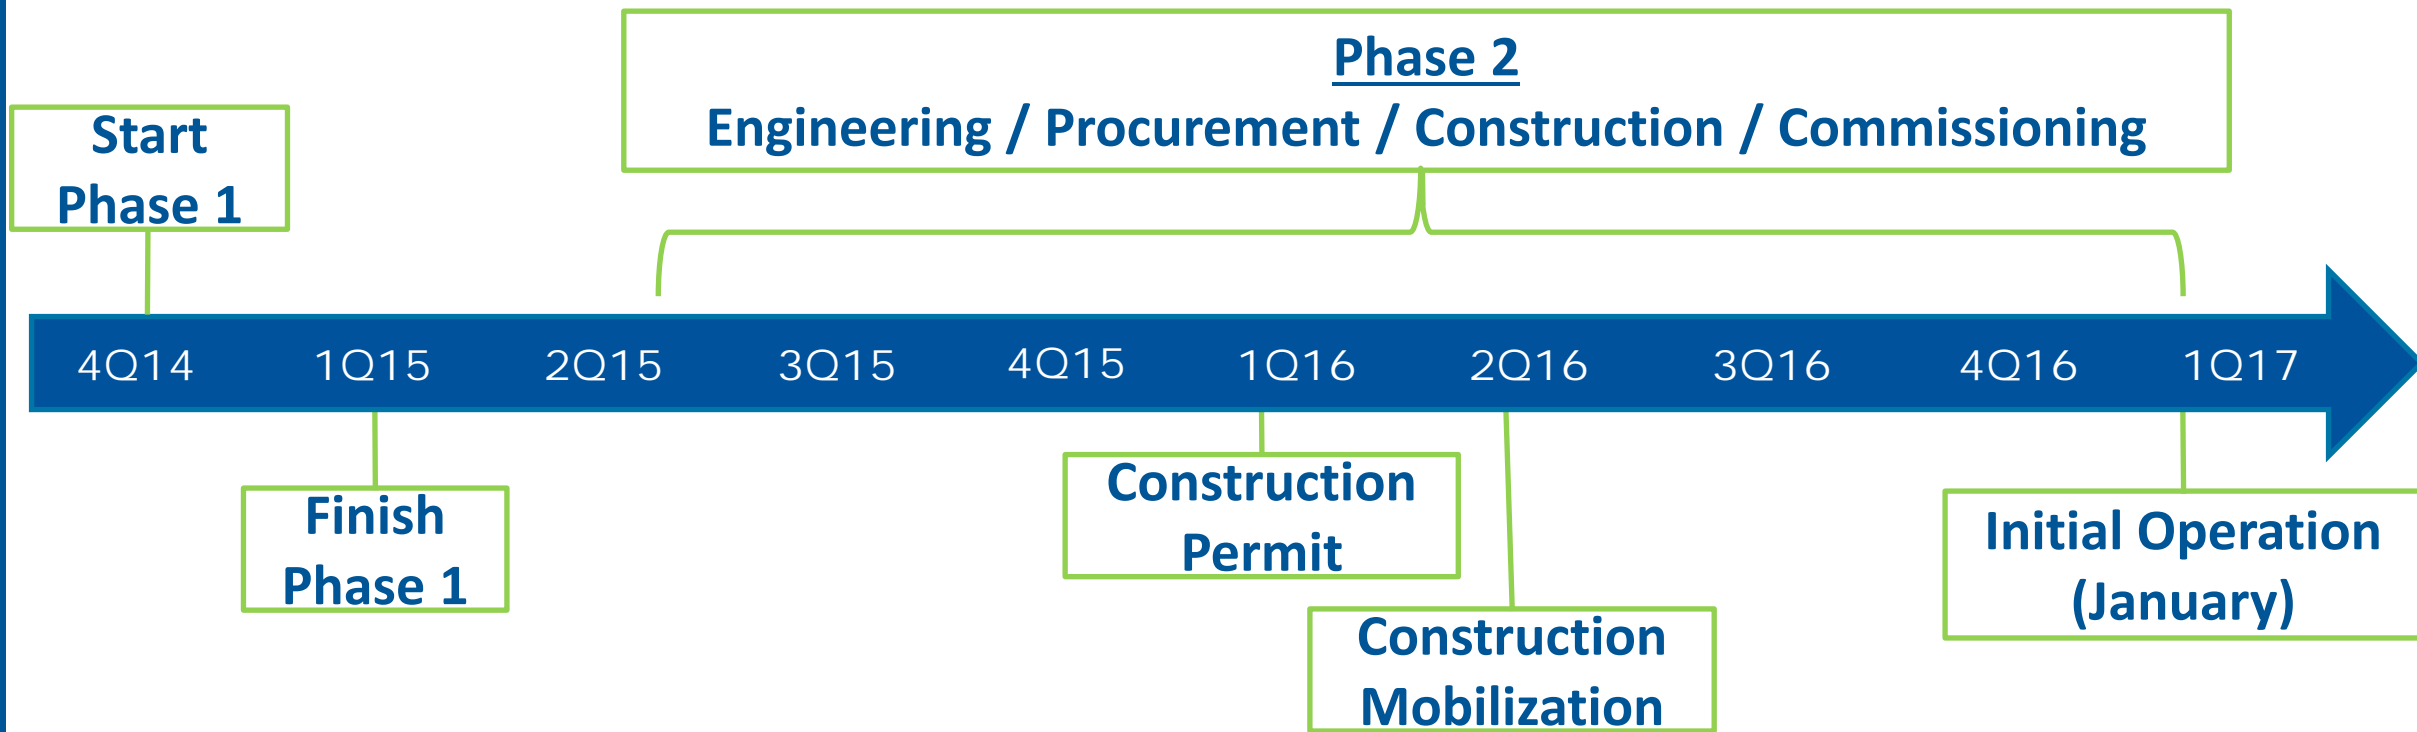 Phase 2
Engineering / Procurement / Construction / Commissioning
Start
Phase 1
4Q14 1Q15 2Q15 3Q15 4Q15 1Q16 2Q16 3Q16 4Q16 1Q17
Finish
Phase 1
Construction
Permit
Construction
Mobilization
Initial Operation
(January)